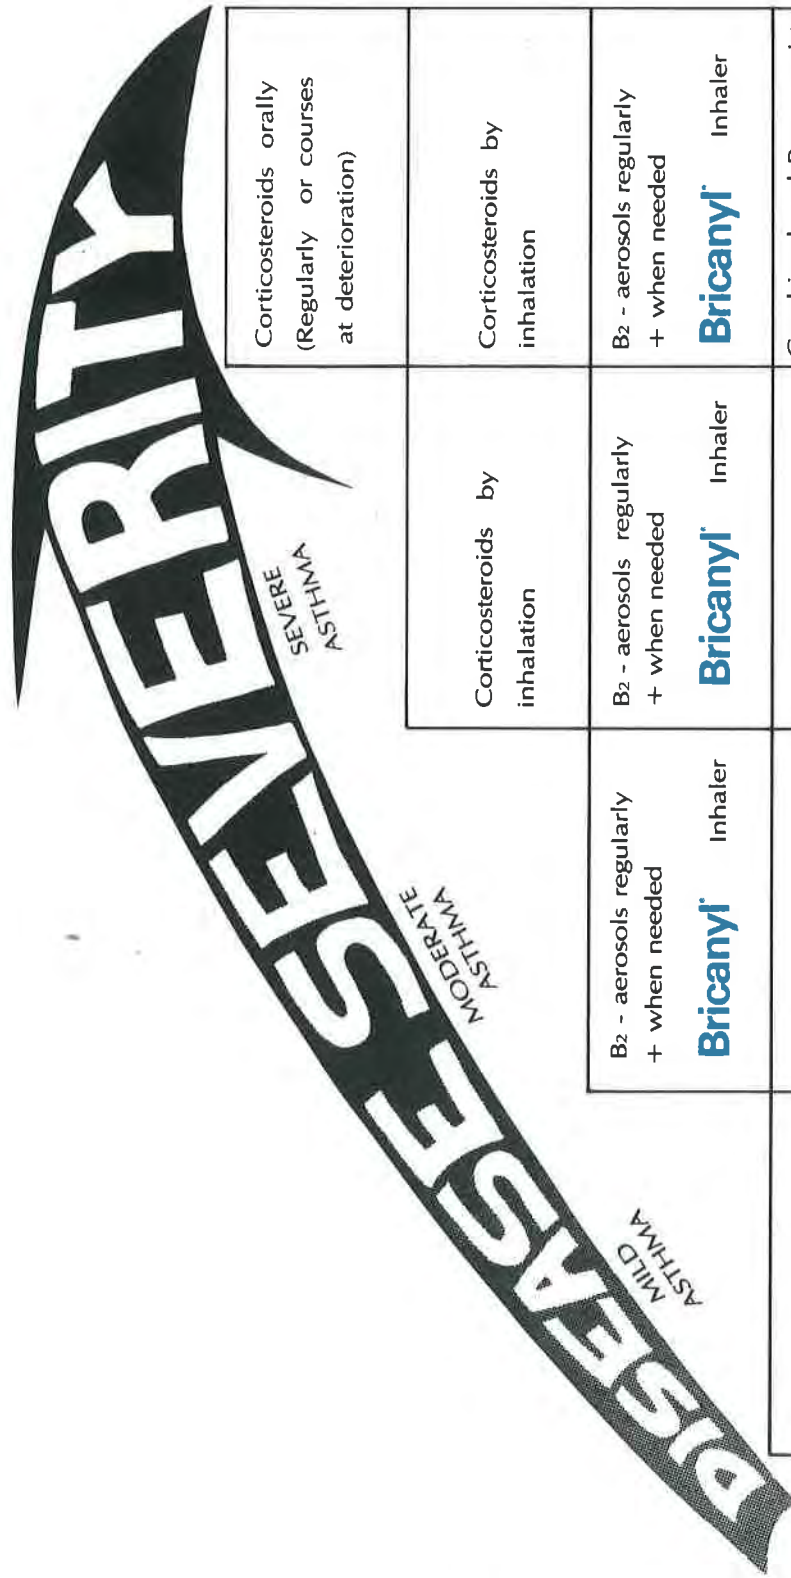 DISEASE SEVERITY
MILD
ASTHMA
MODERATE
ASTHMA
SEVERE
ASTHMA
Corticosteroids orally
(Regularly or courses
at deterioration)
Corticosteroids by
inhalation
Corticosteroids by
inhalation
B2 - aerosols regularly
+ when needed
Bricanyl Inhaler
B2 - aerosols regularly
+ when needed
Bricanyl Inhaler
B2 - aerosols regularly
+ when needed
Bricanyl Inhaler